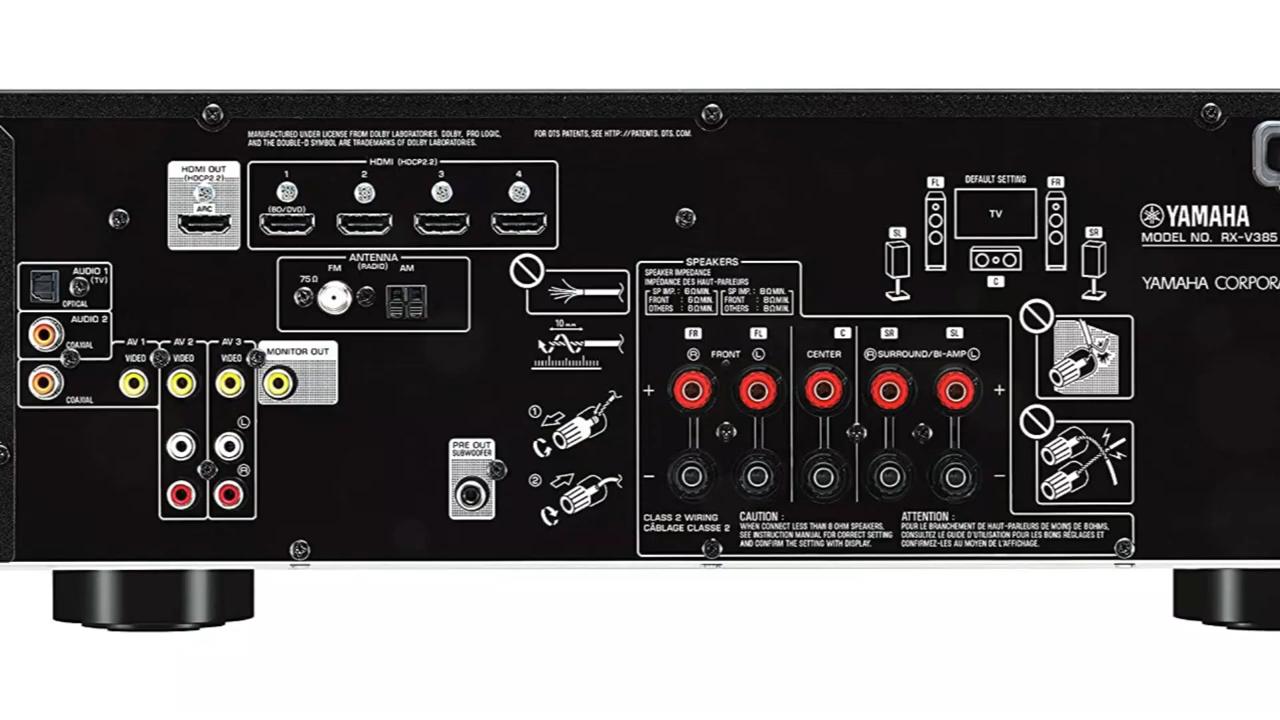 MANUFACTURED UNDER LICENSE FROM DOLBY LABORATORIES. DOLBY, PRO LOGIC,
AND THE DOUBLE-D SYMBOL ARE TRADEMARKS OF DOLBY LABORATORIES.
FOR DTS PATENTS, SEE HTTP://PATENTS. DTS. COM.
HDMI OUT
(HDCP2.2)
ARC
HDMI (HDCP2.2)
1 2 3 4
(BD/DVD)
ANTENNA
(RADIO)
FM AM
75Ω
AUDIO 1
(TV)
OPTICAL
AUDIO 2
COAXIAL
COAXIAL
AV 1 AV 2 AV 3
VIDEO VIDEO VIDEO
L
R
MONITOR OUT
PRE OUT
SUBWOOFER
10 mm
1
2
SPEAKERS
SPEAKER IMPEDANCE
IMPÉDANCE DES HAUT-PARLEURS
SP IMP. : 6ΩMIN. SP IMP. : 8ΩMIN.
FRONT : 6ΩMIN. FRONT : 8ΩMIN.
OTHERS : 6ΩMIN. OTHERS : 8ΩMIN.
FR FL C SR SL
R FRONT L CENTER R SURROUND/BI-AMP L
+ +
− −
CLASS 2 WIRING
CÂBLAGE CLASSE 2
CAUTION :
WHEN CONNECT LESS THAN 8 OHM SPEAKERS,
SEE INSTRUCTION MANUAL FOR CORRECT SETTING
AND CONFIRM THE SETTING WITH DISPLAY.
ATTENTION :
POUR LE BRANCHEMENT DE HAUT-PARLEURS DE MOINS DE 8 OHMS,
CONSULTEZ LE GUIDE D'UTILISATION POUR LES BONS RÉGLAGES ET
CONFIRMEZ-LES AU MOYEN DE L'AFFICHAGE.
DEFAULT SETTING
FL FR
TV
SL SR
C
YAMAHA
MODEL NO. RX-V385
YAMAHA CORPORA